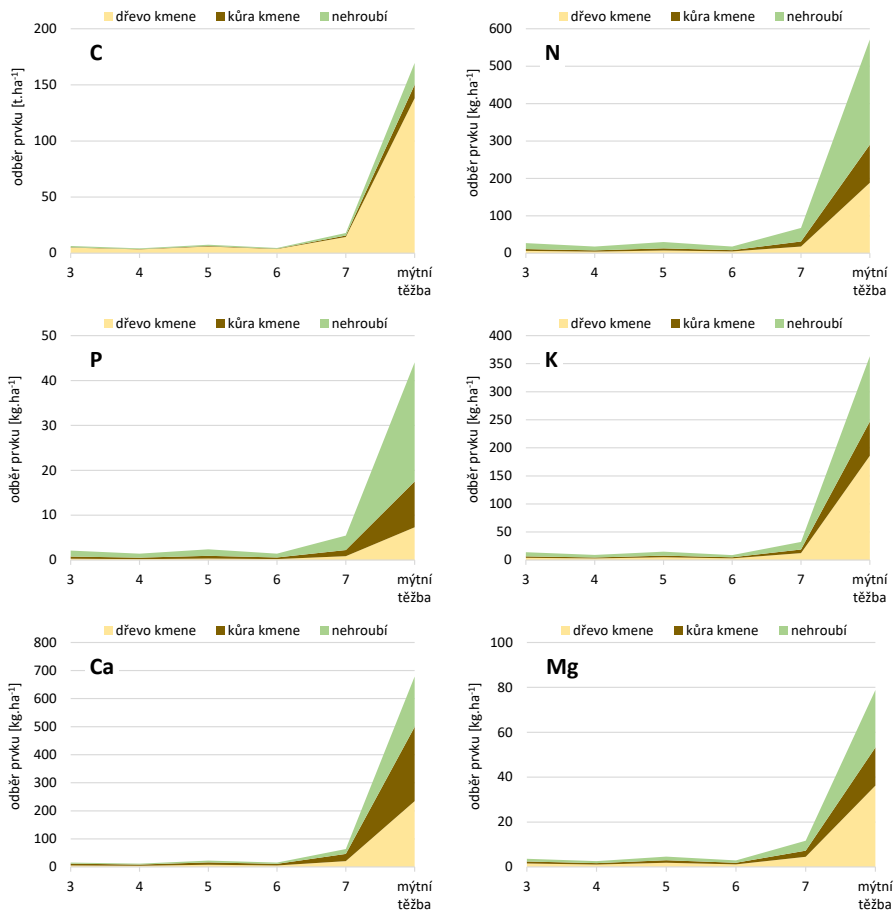 dřevo kmene kůra kmene nehroubí
C
odběr prvku [t.ha⁻¹]
200
150
100
50
0
3 4 5 6 7 mýtní
těžba
dřevo kmene kůra kmene nehroubí
N
odběr prvku [kg.ha⁻¹]
600
500
400
300
200
100
0
3 4 5 6 7 mýtní
těžba
dřevo kmene kůra kmene nehroubí
P
odběr prvku [kg.ha⁻¹]
50
40
30
20
10
0
3 4 5 6 7 mýtní
těžba
dřevo kmene kůra kmene nehroubí
K
odběr prvku [kg.ha⁻¹]
400
350
300
250
200
150
100
50
0
3 4 5 6 7 mýtní
těžba
dřevo kmene kůra kmene nehroubí
Ca
odběr prvku [kg.ha⁻¹]
800
700
600
500
400
300
200
100
0
3 4 5 6 7 mýtní
těžba
dřevo kmene kůra kmene nehroubí
Mg
odběr prvku [kg.ha⁻¹]
100
80
60
40
20
0
3 4 5 6 7 mýtní
těžba